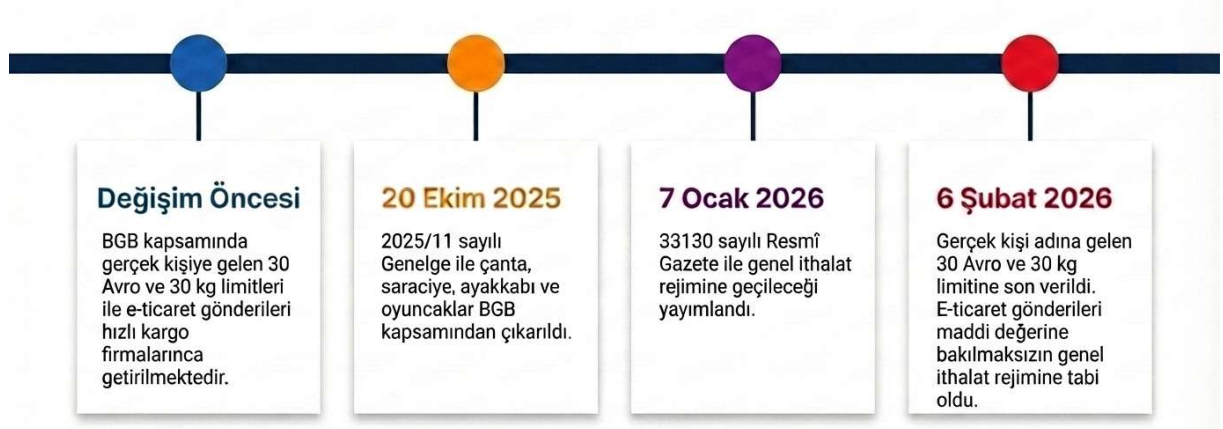 Değişim Öncesi
BGB kapsamında
gerçek kişiye gelen 30
Avro ve 30 kg limitleri
ile e-ticaret gönderileri
hızlı kargo
firmalarınca
getirilmektedir.
20 Ekim 2025
2025/11 sayılı
Genelge ile çanta,
saraciye, ayakkabı ve
oyuncaklar BGB
kapsamından çıkarıldı.
7 Ocak 2026
33130 sayılı Resmî
Gazete ile genel ithalat
rejimine geçileceği
yayımlandı.
6 Şubat 2026
Gerçek kişi adına gelen
30 Avro ve 30 kg
limitine son verildi.
E-ticaret gönderileri
maddi değerine
bakılmaksızın genel
ithalat rejimine tabi
oldu.